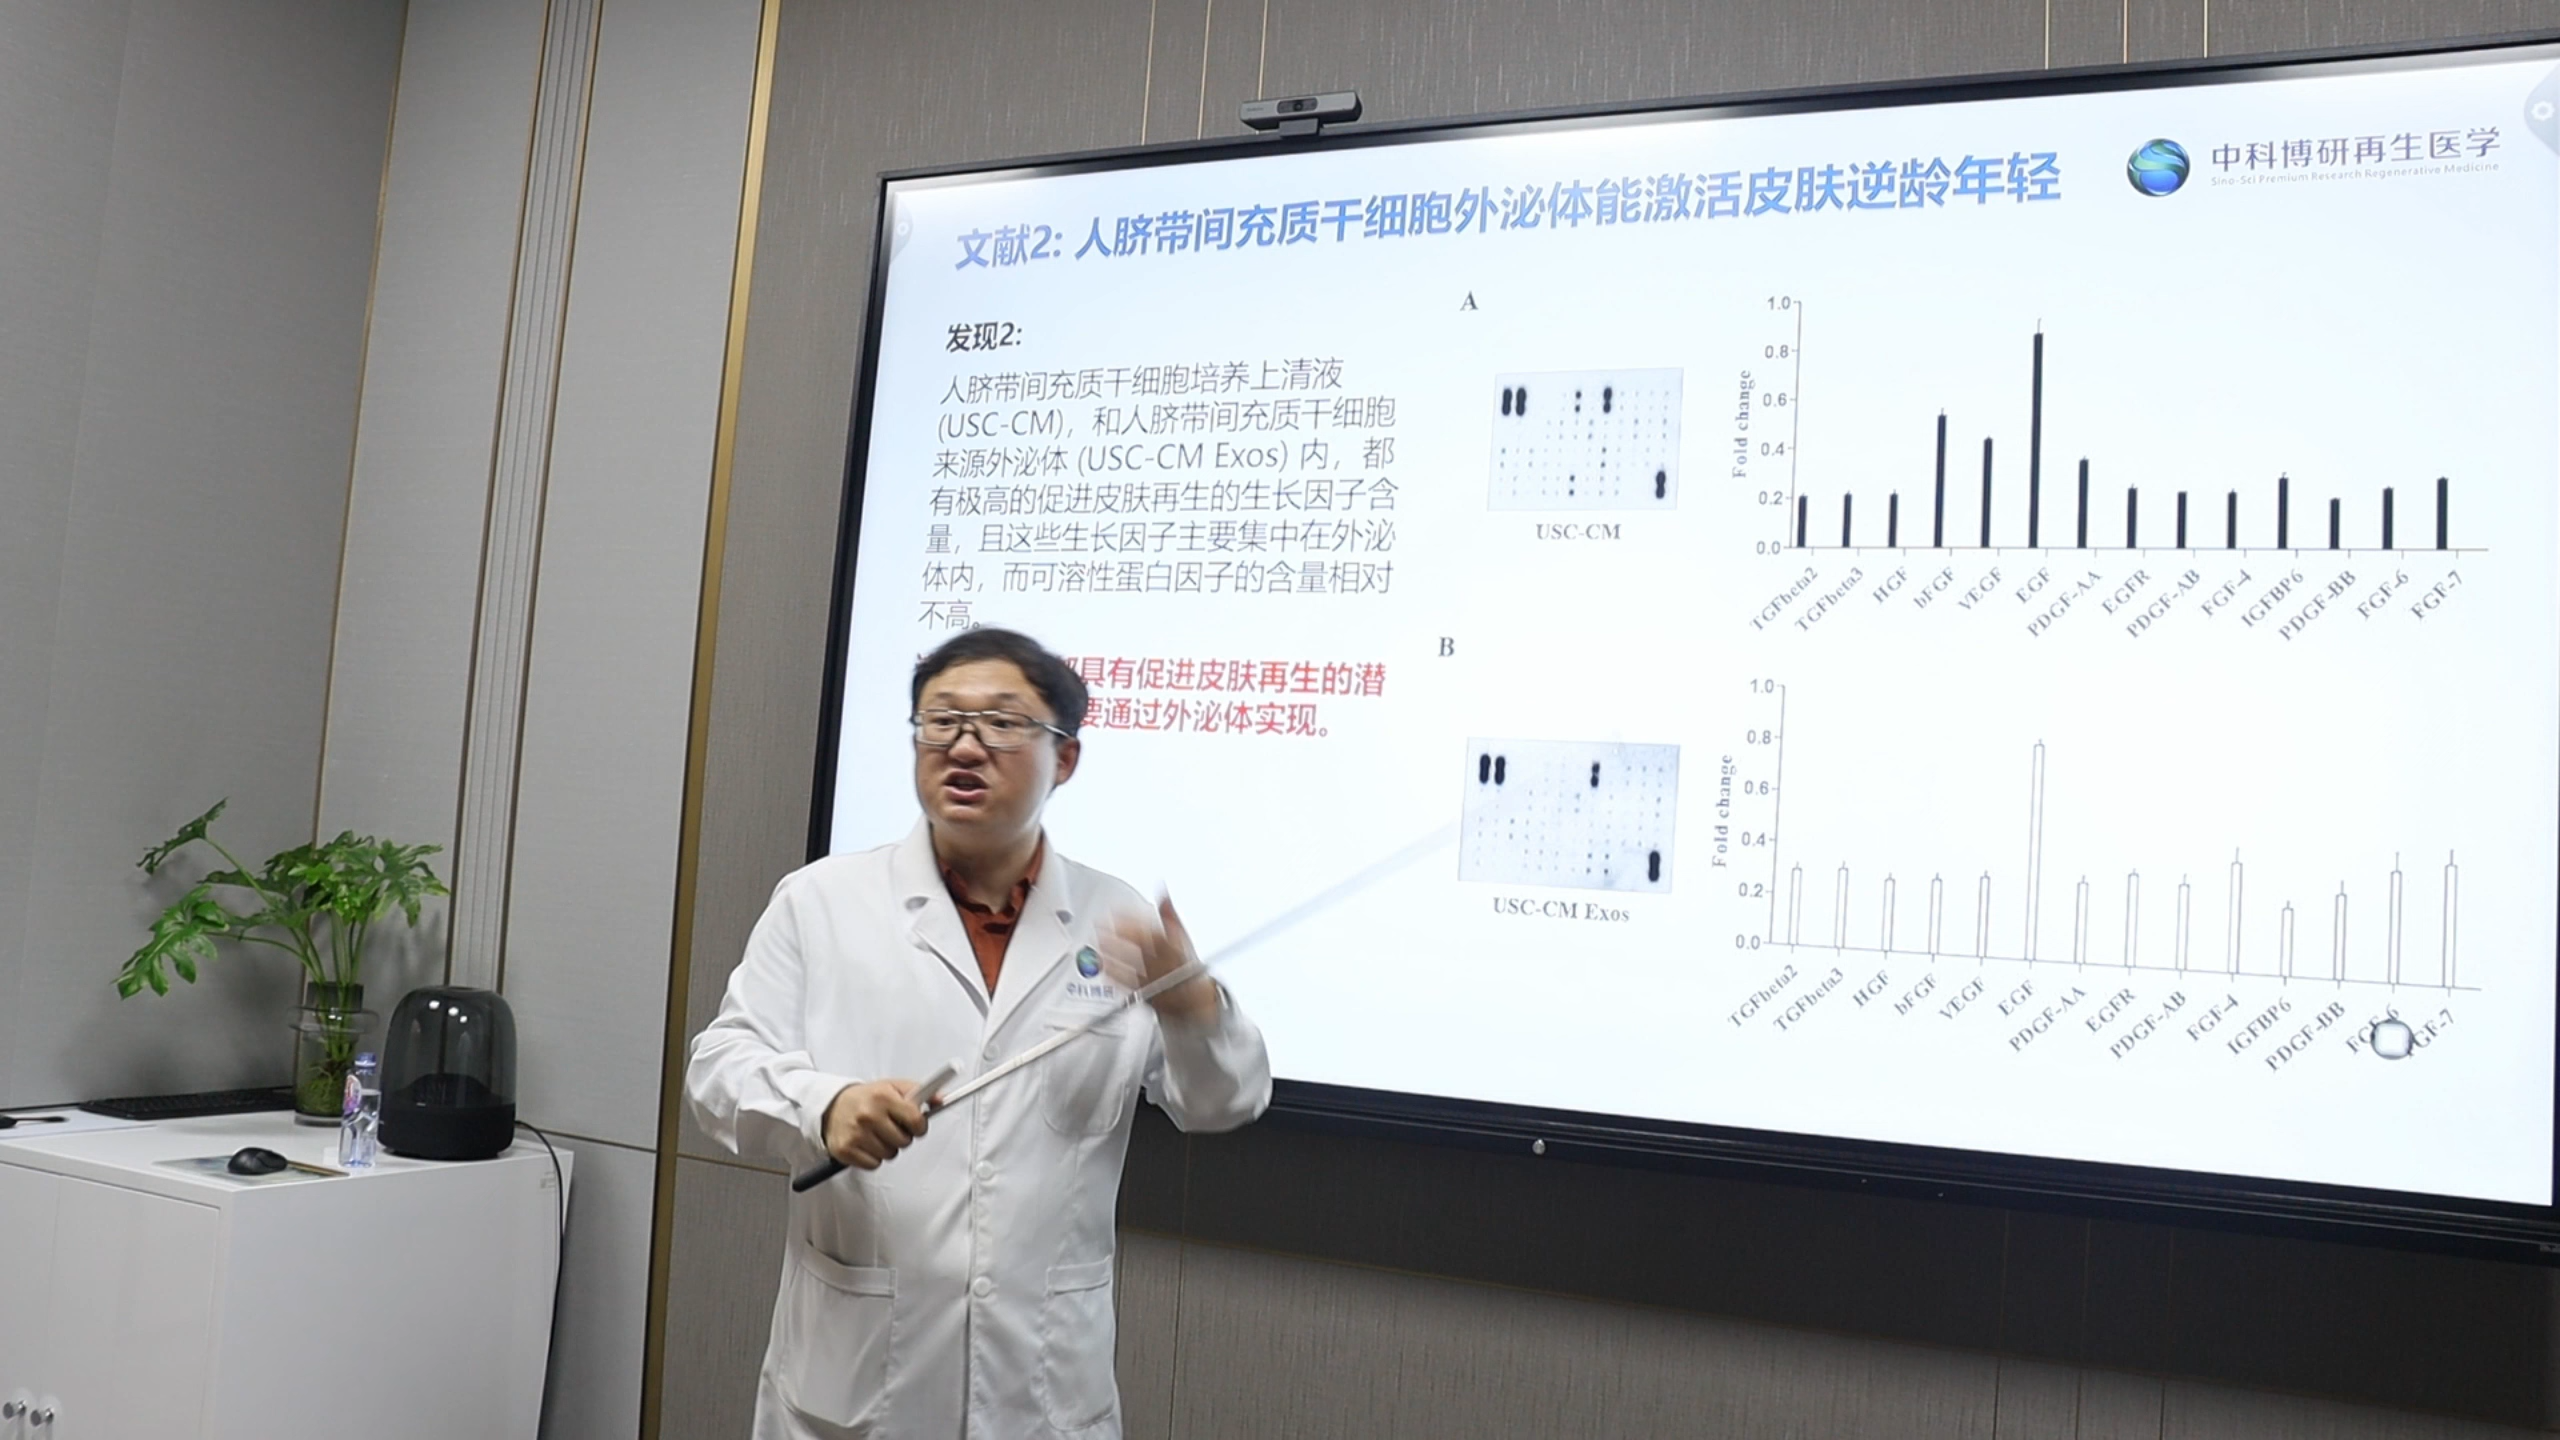 中科博研再生医学
Sino-Sci Premium Research Regenerative Medicine
文献2: 人脐带间充质干细胞外泌体能激活皮肤逆龄年轻
发现2:
人脐带间充质干细胞培养上清液
(USC-CM)，和人脐带间充质干细胞
来源外泌体 (USC-CM Exos) 内，都
有极高的促进皮肤再生的生长因子含
量，且这些生长因子主要集中在外泌
体内，而可溶性蛋白因子的含量相对
不高。
都具有促进皮肤再生的潜
要通过外泌体实现。
A
USC-CM
Fold change
1.0
0.8
0.6
0.4
0.2
0.0
TGFbeta2
TGFbeta3
HGF
bFGF
VEGF
EGF
PDGF-AA
EGFR
PDGF-AB
FGF-4
IGFBP6
PDGF-BB
FGF-6
FGF-7
B
USC-CM Exos
Fold change
1.0
0.8
0.6
0.4
0.2
0.0
TGFbeta2
TGFbeta3
HGF
bFGF
VEGF
EGF
PDGF-AA
EGFR
PDGF-AB
FGF-4
IGFBP6
PDGF-BB
FGF-6
FGF-7
中科博研